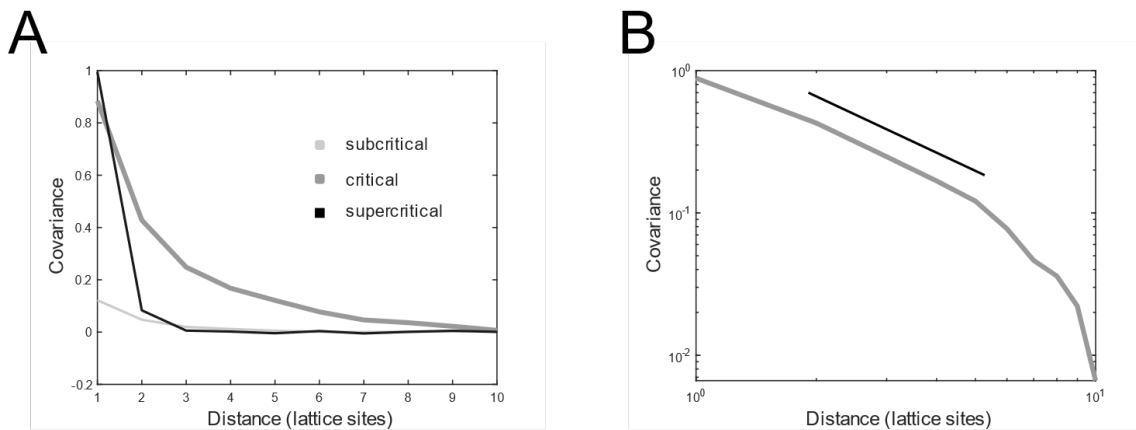 A
1
0.8
0.6
0.4
0.2
0
-0.2
Covariance
subcritical
critical
supercritical
1 2 3 4 5 6 7 8 9 10
Distance (lattice sites)
B
10^0
10^-1
10^-2
Covariance
10^0 10^1
Distance (lattice sites)